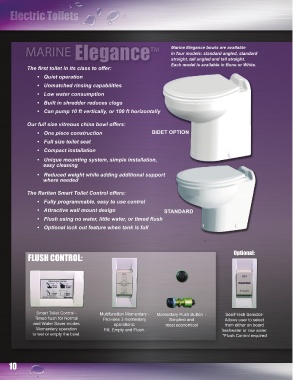 Electric Toilets
MARINE Elegance™
Marine Elegance bowls are available
in four models: standard angled, standard
straight, tall angled and tall straight.
Each model is available in Bone or White.
The first toilet in its class to offer:
• Quiet operation
• Unmatched rinsing capabilities
• Low water consumption
• Built in shredder reduces clogs
• Can pump 10 ft vertically, or 100 ft horizontally
Our full size vitreous china bowl offers:
• One piece construction
• Full size toilet seat
• Compact installation
• Unique mounting system, simple installation,
easy cleaning
• Reduced weight while adding additional support
where needed
BIDET OPTION
The Raritan Smart Toilet Control offers:
• Fully programmable, easy to use control
• Attractive wall mount design
• Flush using no water, little water, or timed flush
• Optional lock out feature when tank is full
STANDARD
FLUSH CONTROL:
Optional:
Smart Toilet Control -
Timed flush for Normal
and Water Saver modes
Momentary operation
to wet or empty the bowl
Multifunction Momentary -
Provides 3 momentary
operations:
Fill, Empty and Flush
Momentary Flush Button -
Simplest and
most economical
SeaFresh Selector -
Allows user to select
from either on board
freshwater or raw water
*Flush Control required
10